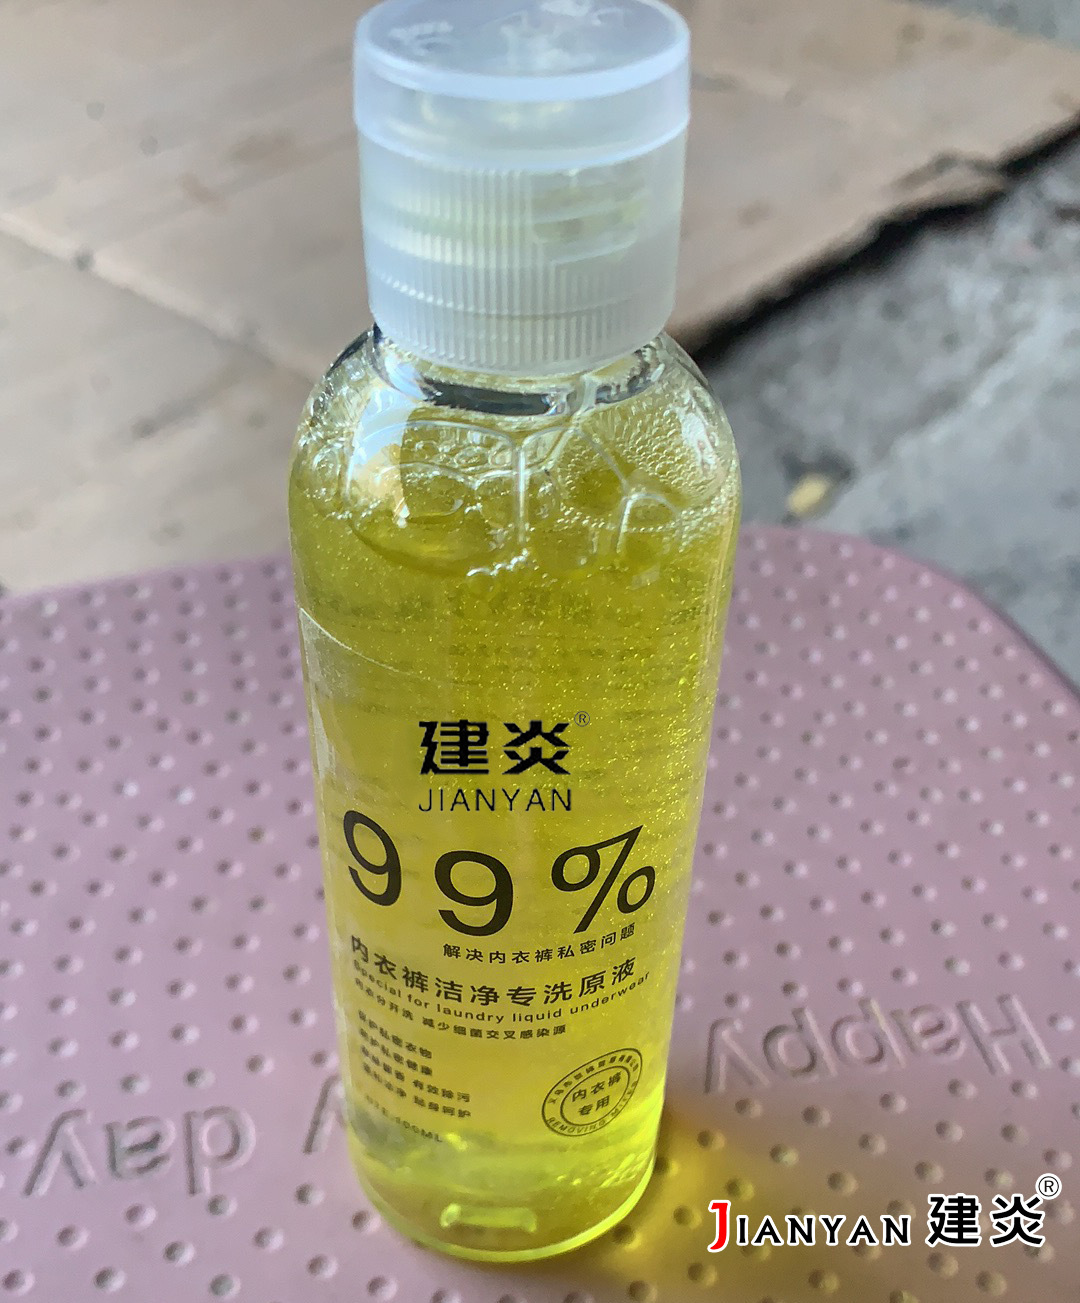 建炎®
JIANYAN
99%
解决内衣裤私密问题
内衣裤洁净专洗原液
Special for laundry liquid underwear
内衣分开洗 减少细菌交叉感染源
内衣裤
专用
REMOVING
Happy
day
JIANYAN 建炎®